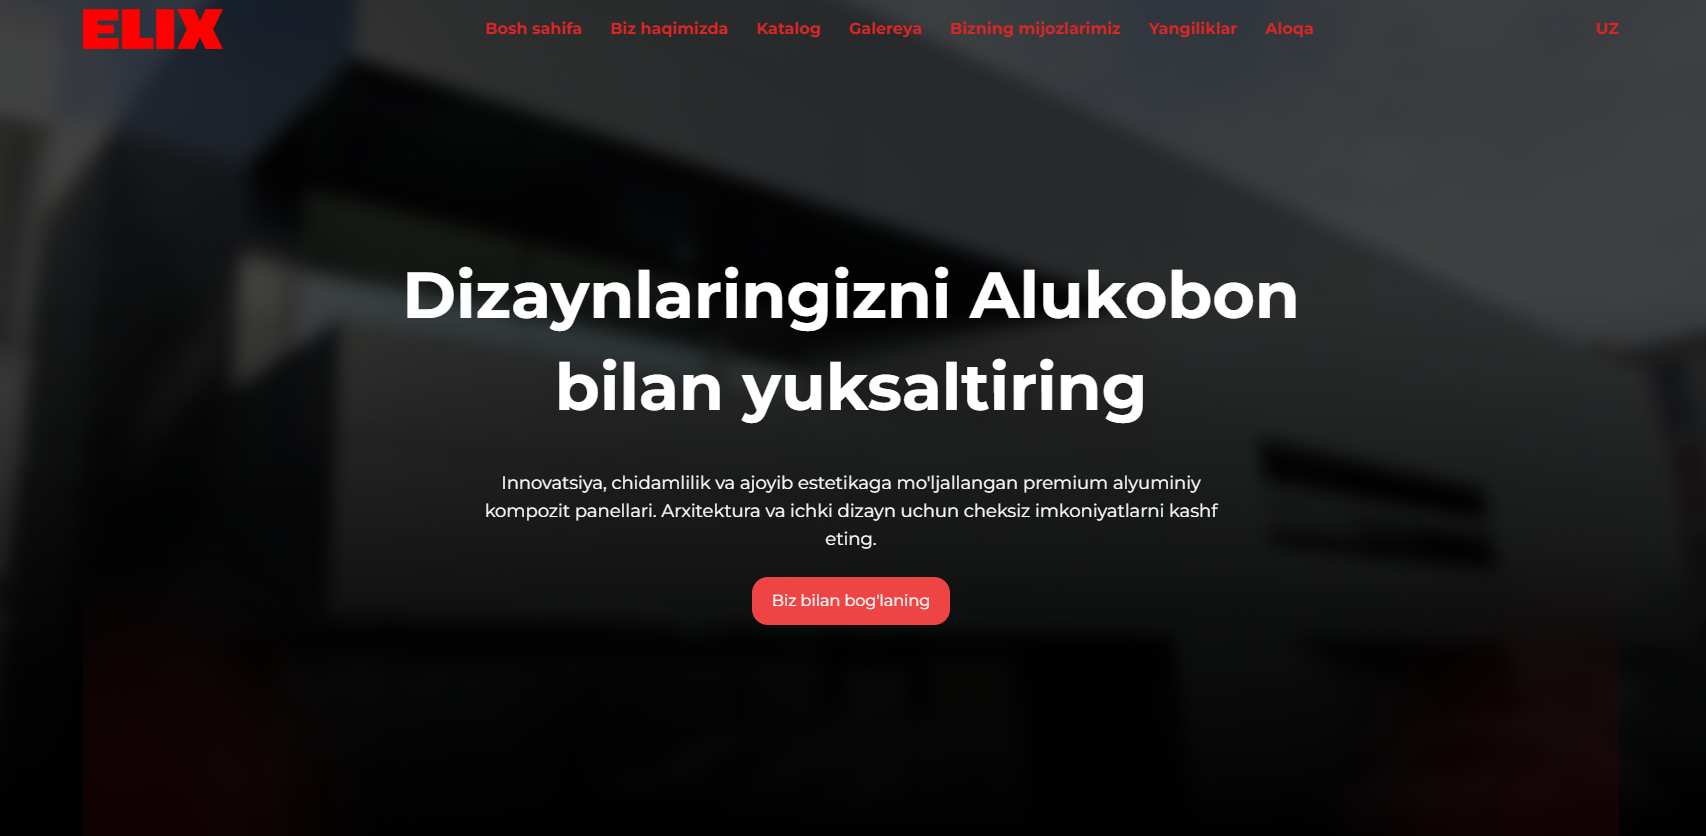 ELIX
Bosh sahifa Biz haqimizda Katalog Galereya Bizning mijozlarimiz Yangiliklar Aloqa UZ
Dizaynlaringizni Alukobon
bilan yuksaltiring
Innovatsiya, chidamlilik va ajoyib estetikaga mo'ljallangan premium alyuminiy
kompozit panellari. Arxitektura va ichki dizayn uchun cheksiz imkoniyatlarni kashf
eting.
Biz bilan bog'laning